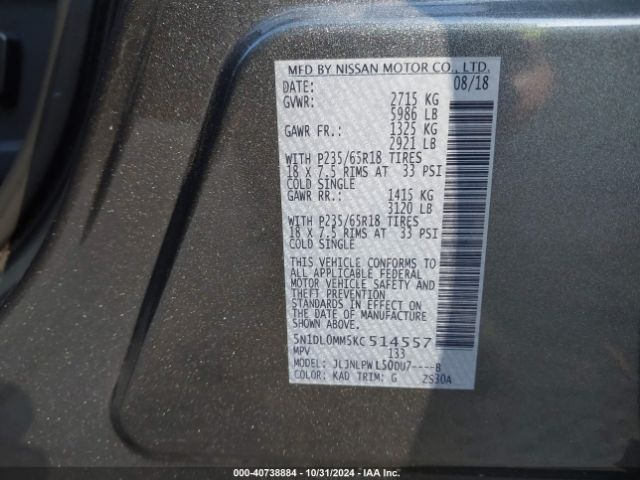 MFD BY NISSAN MOTOR CO., LTD.
DATE: 08/18
GVWR: 2715 KG
5986 LB
GAWR FR.: 1325 KG
2921 LB
WITH P235/65R18 TIRES
18 X 7.5 RIMS AT 33 PSI
COLD SINGLE
GAWR RR.: 1415 KG
3120 LB
WITH P235/65R18 TIRES
18 X 7.5 RIMS AT 33 PSI
COLD SINGLE
THIS VEHICLE CONFORMS TO
ALL APPLICABLE FEDERAL
MOTOR VEHICLE SAFETY AND
THEFT PREVENTION
STANDARDS IN EFFECT ON
THE DATE OF MANUFACTURE
SHOWN ABOVE.
5N1DL0MM5KC514557
MPV 133
MODEL: JLJNLPWL50DU7----B
COLOR: KAD TRIM: G 2S30A
000-40738884 - 10/31/2024 - IAA Inc.